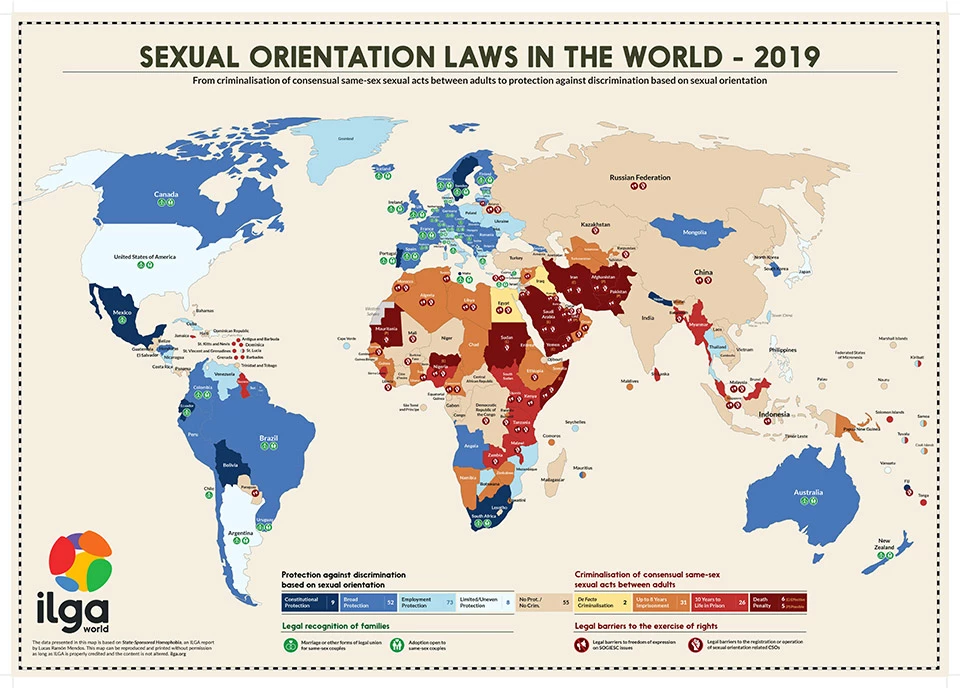 SEXUAL ORIENTATION LAWS IN THE WORLD - 2019
From criminalisation of consensual same-sex sexual acts between adults to protection against discrimination based on sexual orientation
Greenland
Canada
Iceland
Russian Federation
Ireland
Poland
Ukraine
Kazakhstan
Mongolia
United States of America
France
Romania
Portugal
Spain
Turkey
North Korea
South Korea
Japan
China
Iraq
Iran
Afghanistan
Pakistan
Mexico
Bahamas
Cuba
Morocco
Algeria
Libya
Egypt
Saudi
Arabia
India
Myanmar
Laos
Thailand
Vietnam
Philippines
Belize
Jamaica
Dominican Republic
Antigua and Barbuda
St. Kitts and Nevis
Dominica
St. Vincent and Grenadines
St. Lucia
Grenada
Barbados
Trinidad and Tobago
Guatemala
El Salvador
Nicaragua
Costa Rica
Panama
Venezuela
Colombia
Ecuador
Peru
Brazil
Bolivia
Paraguay
Chile
Uruguay
Argentina
Cape Verde
Mauritania
Mali
Niger
Chad
Sudan
Yemen
Nigeria
Ethiopia
Somalia
Central
African Republic
South
Sudan
Equatorial
Guinea
São Tomé
and Príncipe
Gabon
Congo
Democratic
Republic of
the Congo
Kenya
Tanzania
Angola
Zambia
Malawi
Mozambique
Zimbabwe
Namibia
Botswana
Lesotho
South Africa
Madagascar
Comoros
Seychelles
Mauritius
Maldives
Sri Lanka
Malaysia
Brunei
Indonesia
Timor Leste
Papua New Guinea
Palau
Federated States
of Micronesia
Marshall Islands
Kiribati
Nauru
Solomon Islands
Tuvalu
Samoa
Cook Islands
Vanuatu
Fiji
Tonga
Australia
New
Zealand
ilga
world
The data presented in this map is based on State-Sponsored Homophobia, an ILGA report
by Lucas Ramón Mendos. This map can be reproduced and printed without permission
as long as ILGA is properly credited and the content is not altered. ilga.org
Protection against discrimination
based on sexual orientation
Constitutional
Protection 9
Broad
Protection 52
Employment
Protection 73
Limited/Uneven
Protection 8
No Prot./
No Crim. 55
Criminalisation of consensual same-sex
sexual acts between adults
De Facto
Criminalisation 2
Up to 8 Years
Imprisonment 31
10 Years to
Life in Prison 26
Death
Penalty 6 5
Legal recognition of families
Marriage or other forms of legal union
for same-sex couples
Adoption open to
same-sex couples
Legal barriers to the exercise of rights
Legal barriers to freedom of expression
on SOGIESC issues
Legal barriers to the registration or operation
of sexual orientation related CSOs